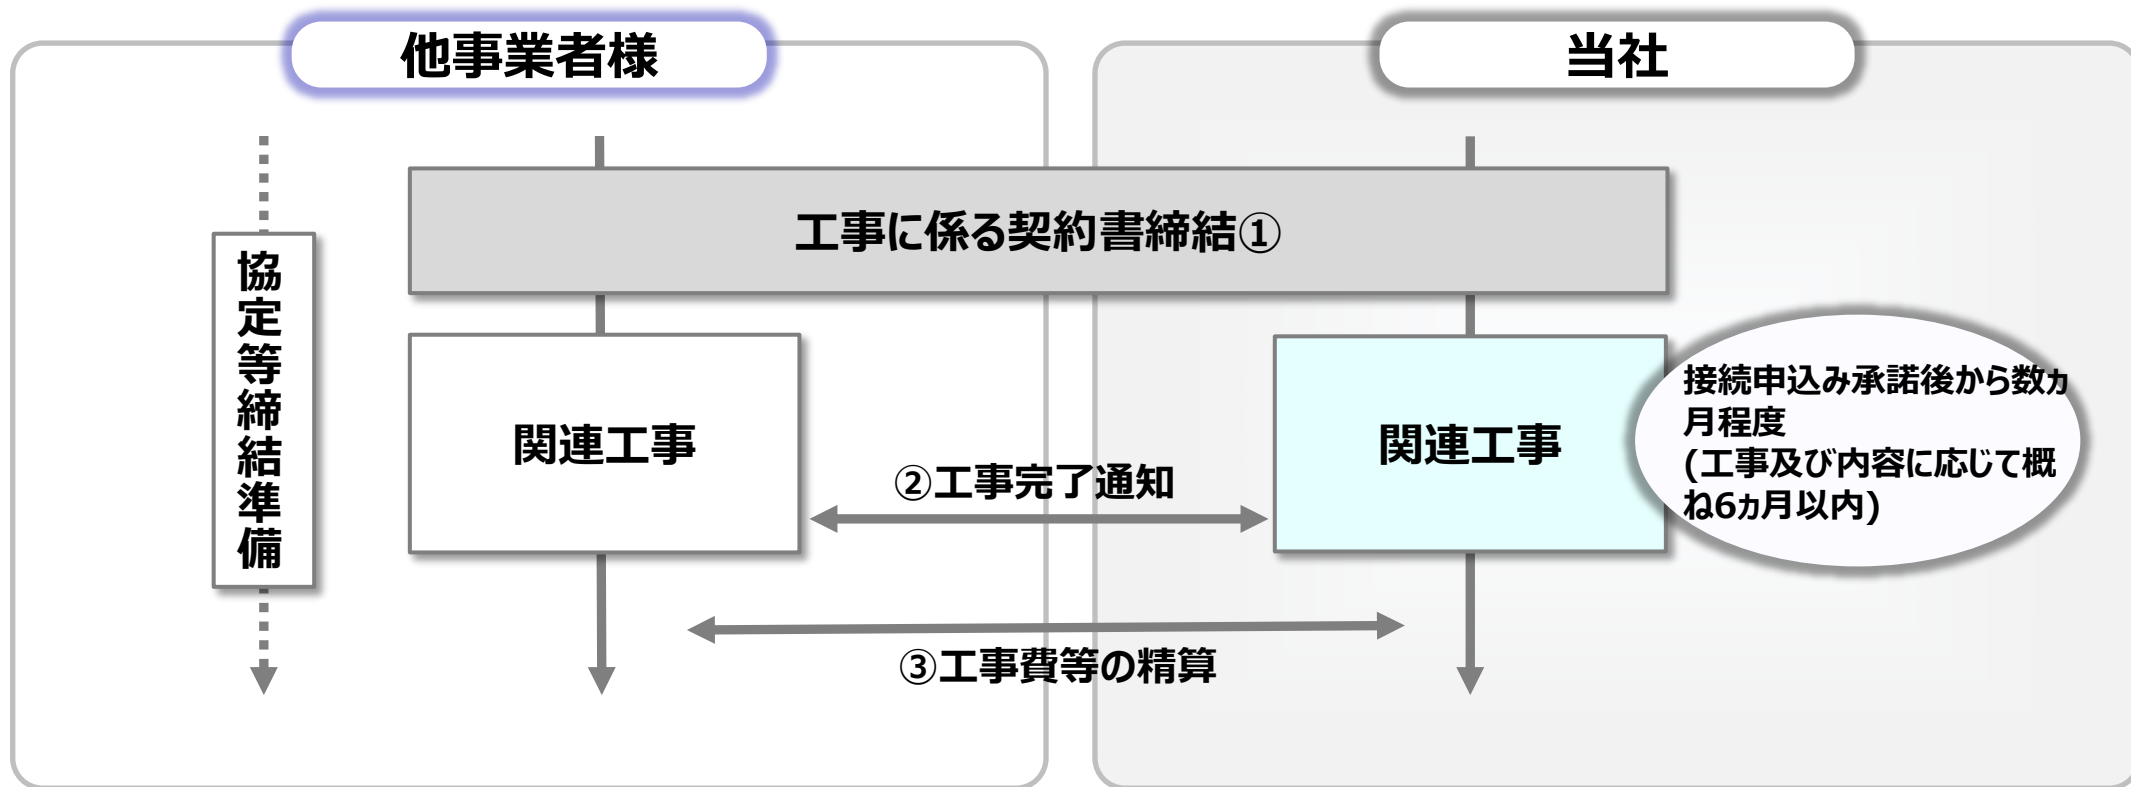 他事業者様
当社
工事に係る契約書締結①
協定等締結準備
関連工事
関連工事
接続申込み承諾後から数ヵ
月程度
(工事及び内容に応じて概
ね6ヵ月以内)
②工事完了通知
③工事費等の精算